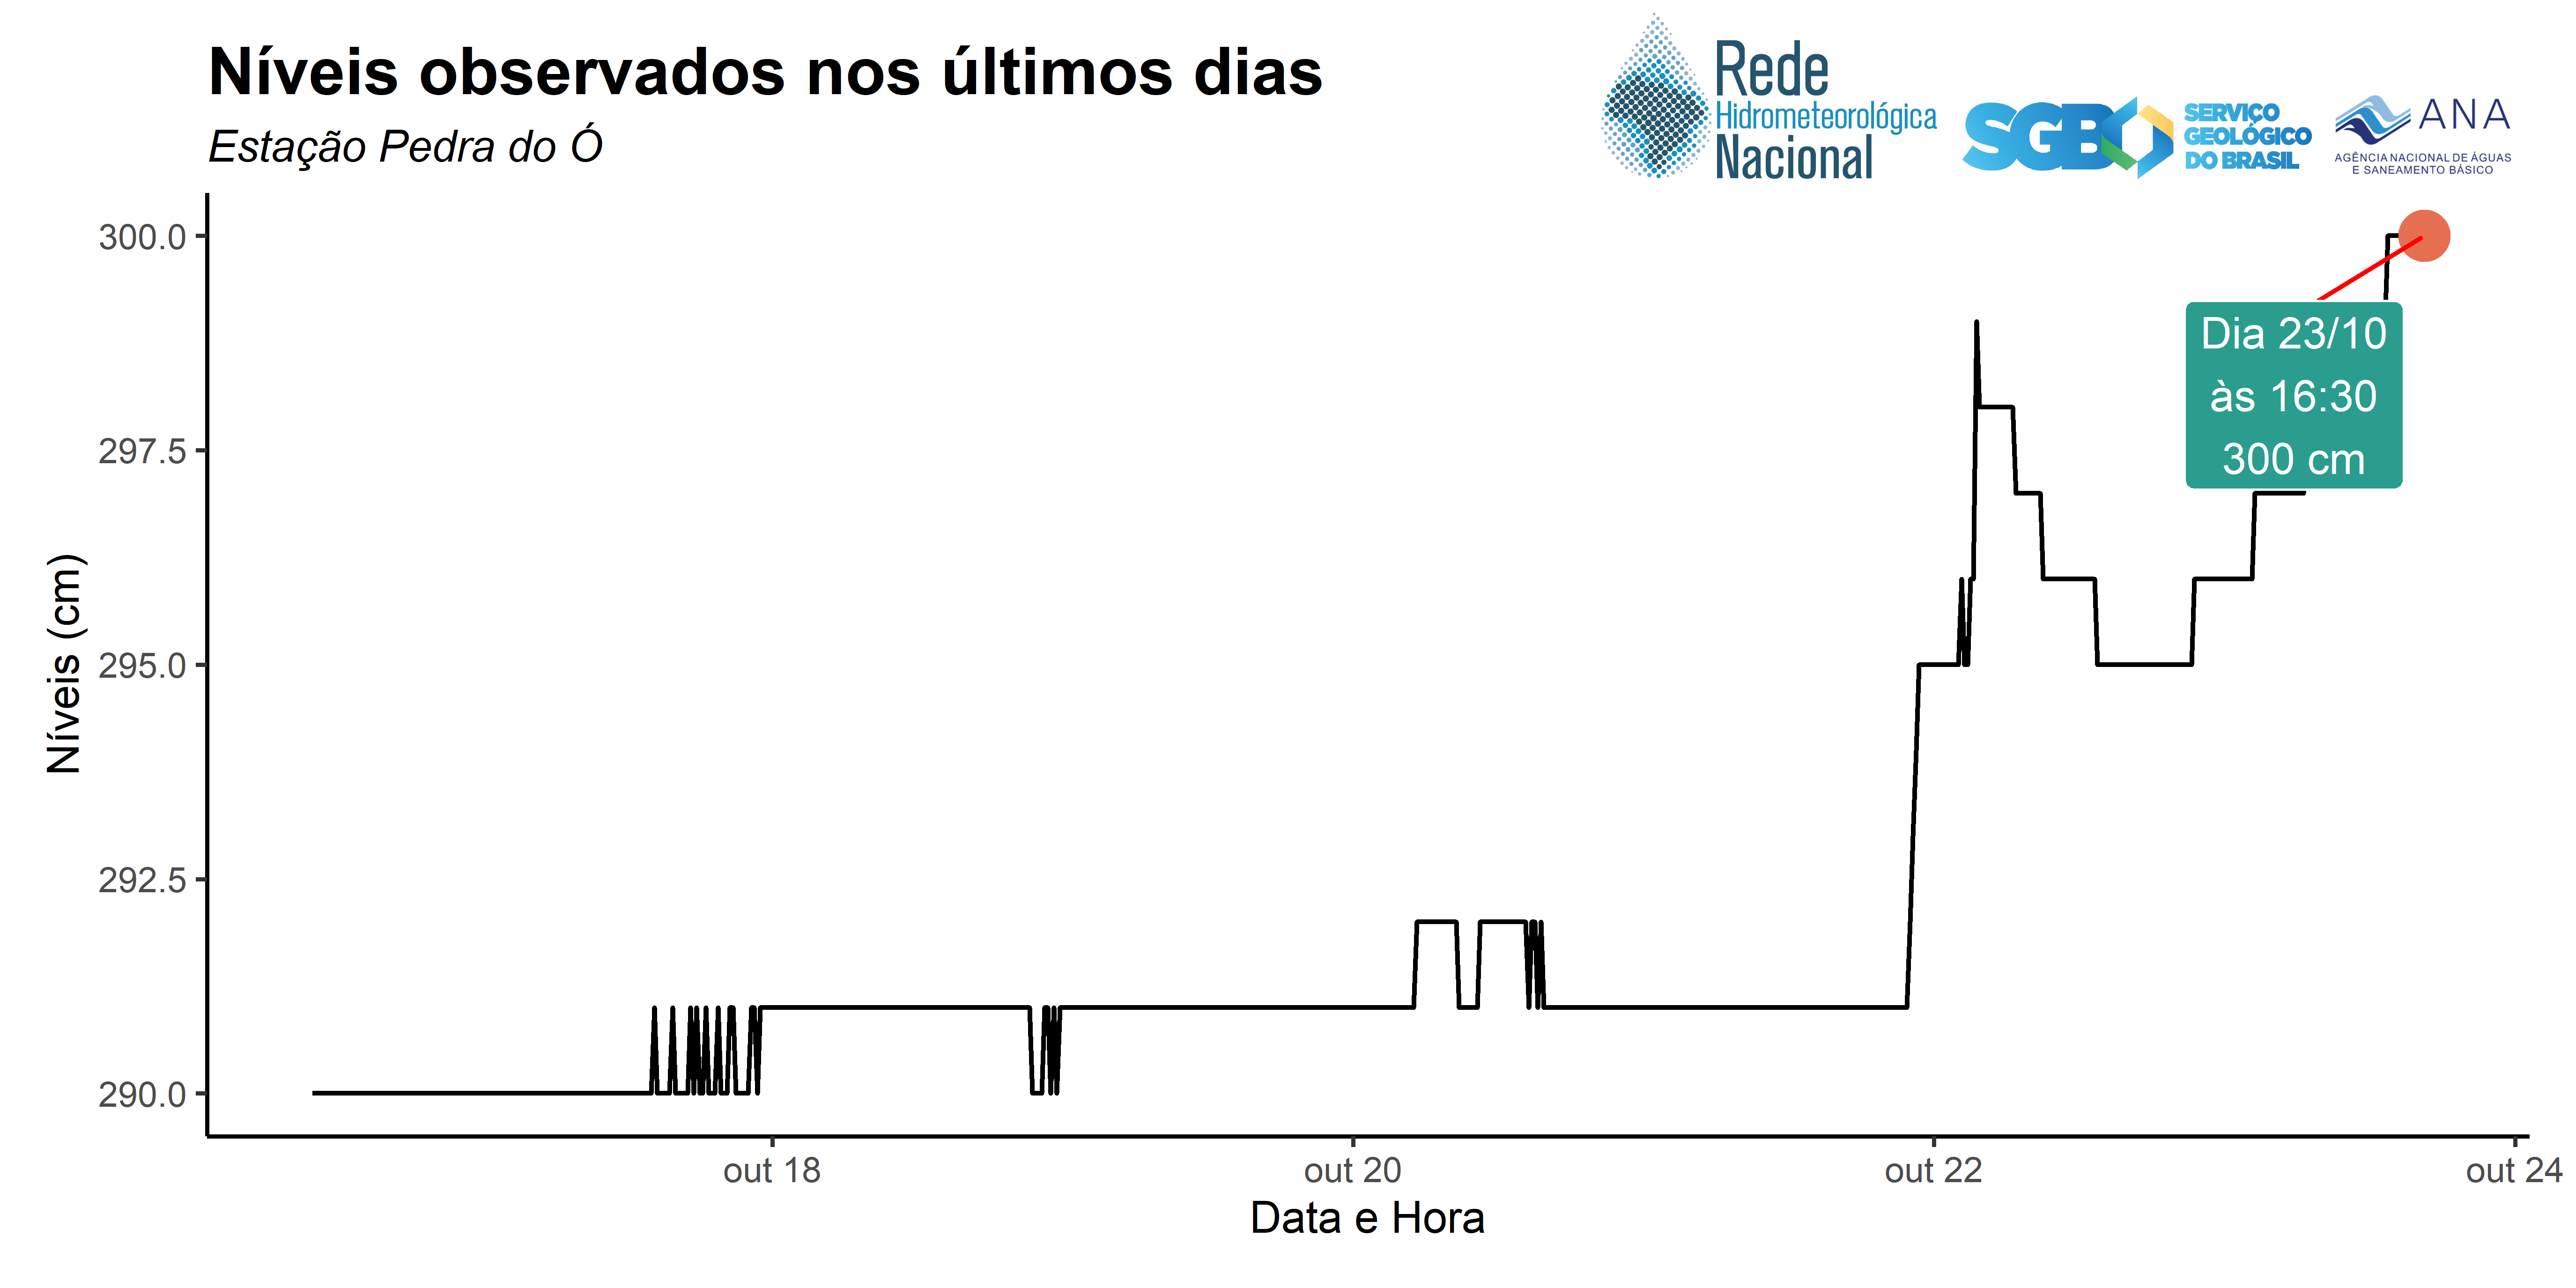 Níveis observados nos últimos dias
Estação Pedra do Ó
Rede
Hidrometeorológica
Nacional
SGB
SERVIÇO
GEOLÓGICO
DO BRASIL
ANA
AGÊNCIA NACIONAL DE ÁGUAS
E SANEAMENTO BÁSICO
300.0
297.5
295.0
292.5
290.0
Níveis (cm)
Dia 23/10
às 16:30
300 cm
out 18
out 20
out 22
out 24
Data e Hora